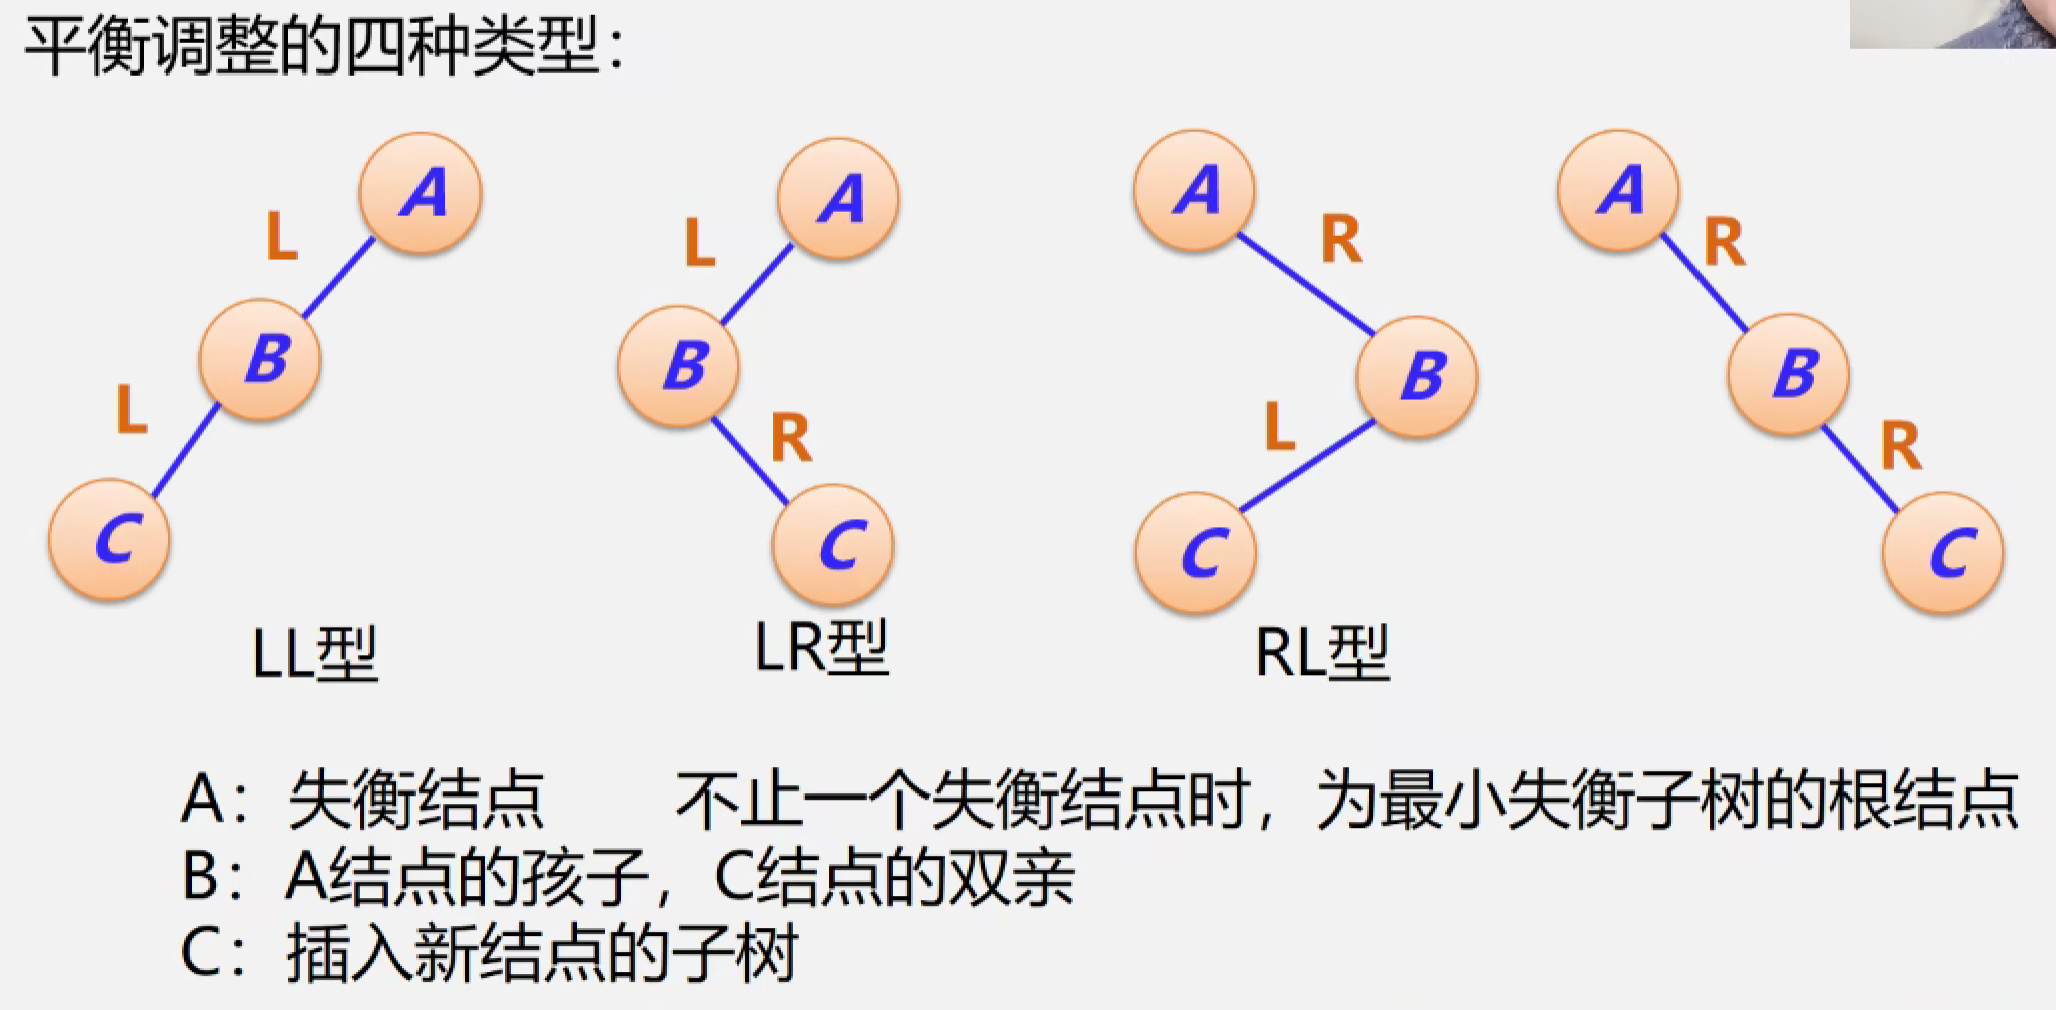 平衡调整的四种类型：
A A A A
L L R R
B B B B
L R L R
C C C C
LL型 LR型 RL型
A：失衡结点 不止一个失衡结点时，为最小失衡子树的根结点
B：A结点的孩子，C结点的双亲
C：插入新结点的子树